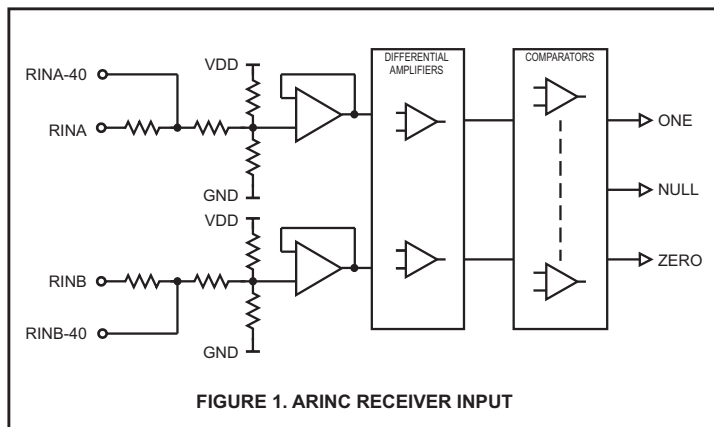 DIFFERENTIAL
AMPLIFIERS
COMPARATORS
VDD
RINA-40
RINA
ONE
GND
NULL
VDD
RINB
ZERO
RINB-40
GND
FIGURE 1. ARINC RECEIVER INPUT